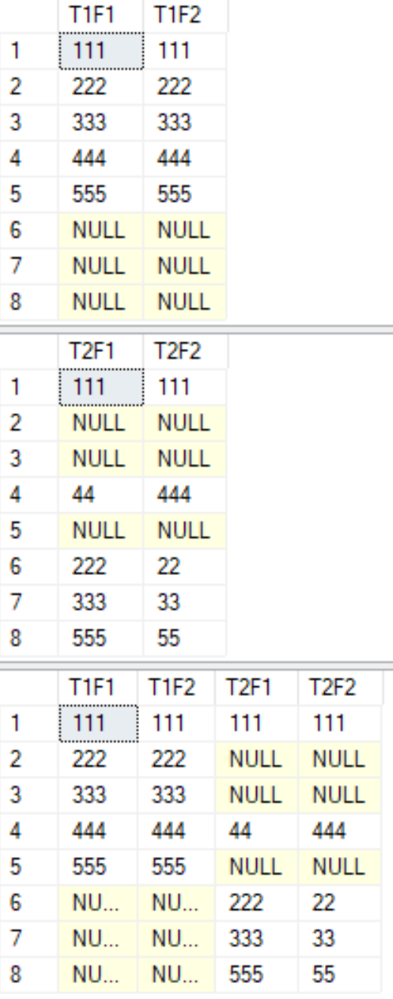 T1F1 T1F2
1 111 111
2 222 222
3 333 333
4 444 444
5 555 555
6 NULL NULL
7 NULL NULL
8 NULL NULL
T2F1 T2F2
1 111 111
2 NULL NULL
3 NULL NULL
4 44 444
5 NULL NULL
6 222 22
7 333 33
8 555 55
T1F1 T1F2 T2F1 T2F2
1 111 111 111 111
2 222 222 NULL NULL
3 333 333 NULL NULL
4 444 444 44 444
5 555 555 NULL NULL
6 NU... NU... 222 22
7 NU... NU... 333 33
8 NU... NU... 555 55